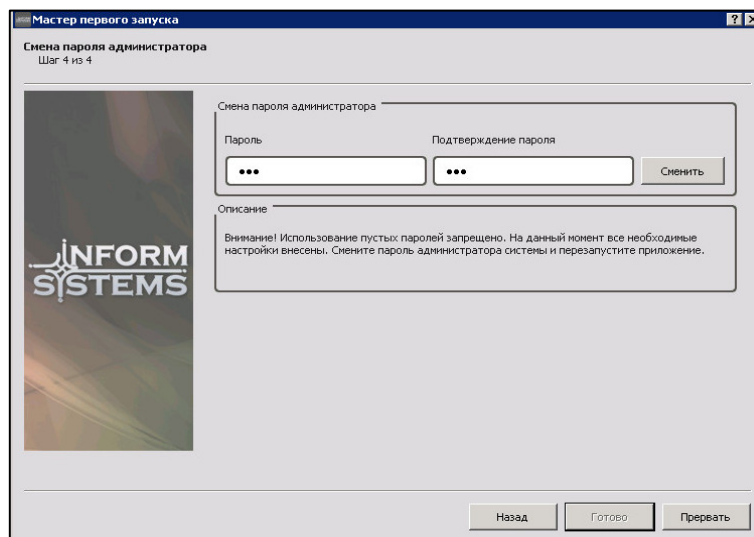 Мастер первого запуска
Смена пароля администратора
Шаг 4 из 4
Смена пароля администратора
Пароль
Подтверждение пароля
•••
•••
Сменить
Описание
Внимание! Использование пустых паролей запрещено. На данный момент все необходимые
настройки внесены. Смените пароль администратора системы и перезапустите приложение.
INFORM
SYSTEMS
Назад
Готово
Прервать